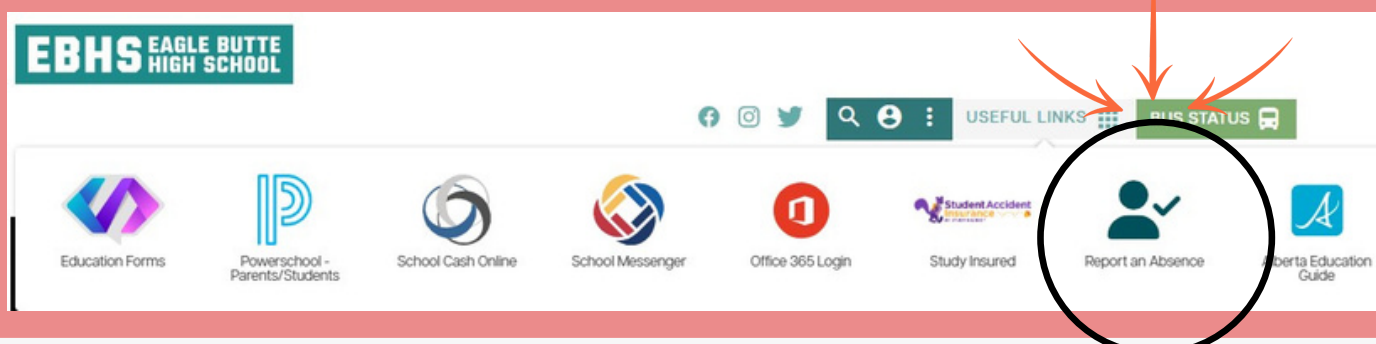 EBHS EAGLE BUTTE
HIGH SCHOOL
USEFUL LINKS
BUS STATUS
Student Accident
Insurance
Education Forms
Powerschool -
Parents/Students
School Cash Online
School Messenger
Office 365 Login
Study Insured
Report an Absence
Alberta Education
Guide